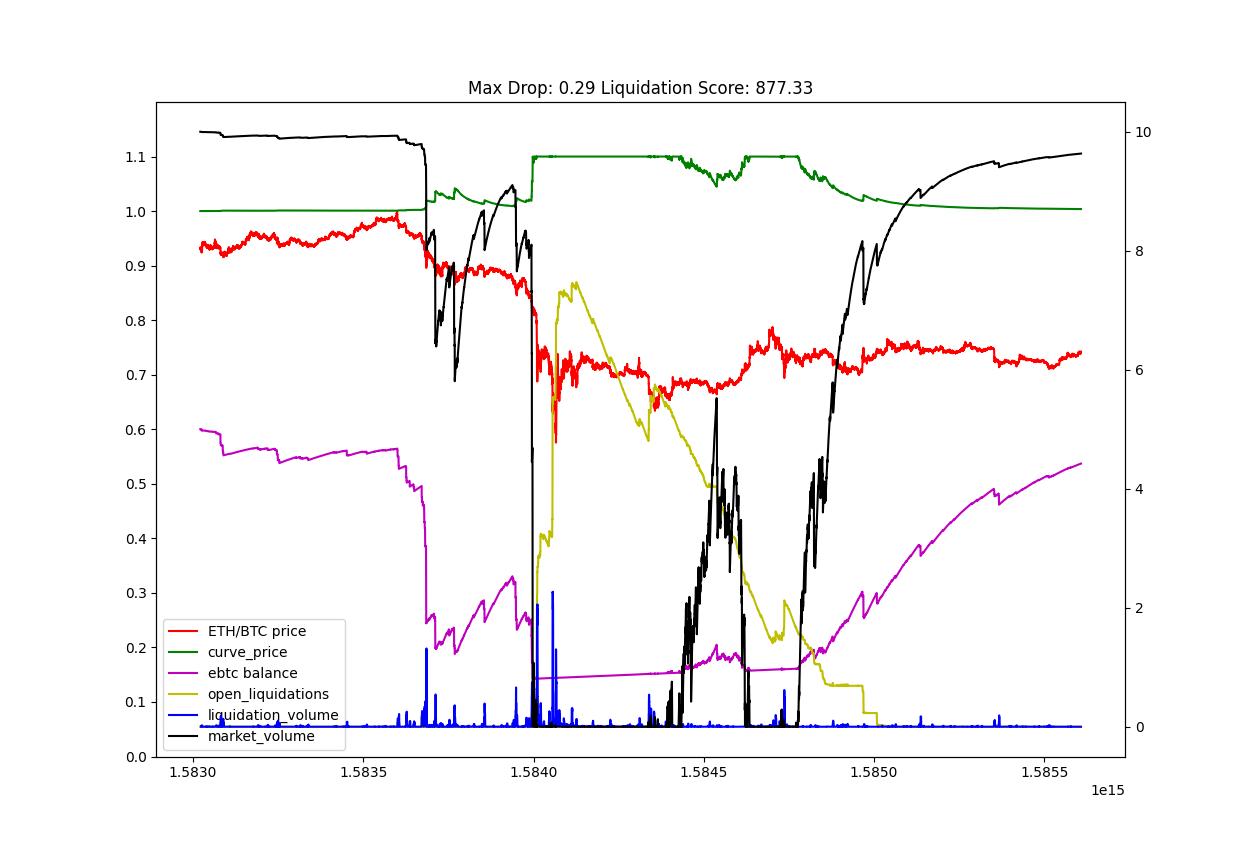 Max Drop: 0.29 Liquidation Score: 877.33
1.1
1.0
0.9
0.8
0.7
0.6
0.5
0.4
0.3
0.2
0.1
0.0
10
8
6
4
2
0
ETH/BTC price
curve_price
ebtc balance
open_liquidations
liquidation_volume
market_volume
1.5830 1.5835 1.5840 1.5845 1.5850 1.5855
1e15